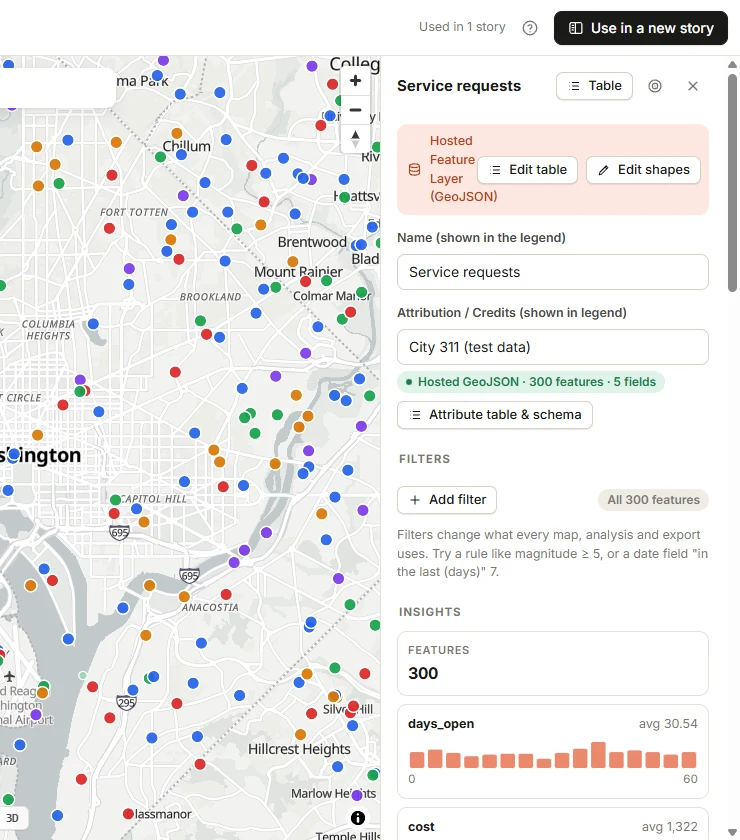 Used in 1 story
Use in a new story
ma Park
Colleg
Chillum
FORT TOTTEN
Brentwood
Blad
Mount Rainier
BROOKLAND
Colmar Manor
COLUMBIA
HEIGHTS
CIRCLE
CAPITOL HILL
695
695
ANACOSTIA
295
Hillcrest Heights
Marlow Heights
lassmanor
Temple Hills
3D
Service requests
Table
Hosted
Feature
Layer
(GeoJSON)
Edit table
Edit shapes
Name (shown in the legend)
Service requests
Attribution / Credits (shown in legend)
City 311 (test data)
Hosted GeoJSON · 300 features · 5 fields
Attribute table & schema
FILTERS
Add filter
All 300 features
Filters change what every map, analysis and export
uses. Try a rule like magnitude ≥ 5, or a date field "in
the last (days)" 7.
INSIGHTS
FEATURES
300
days_open
avg 30.54
0
60
cost
avg 1,322